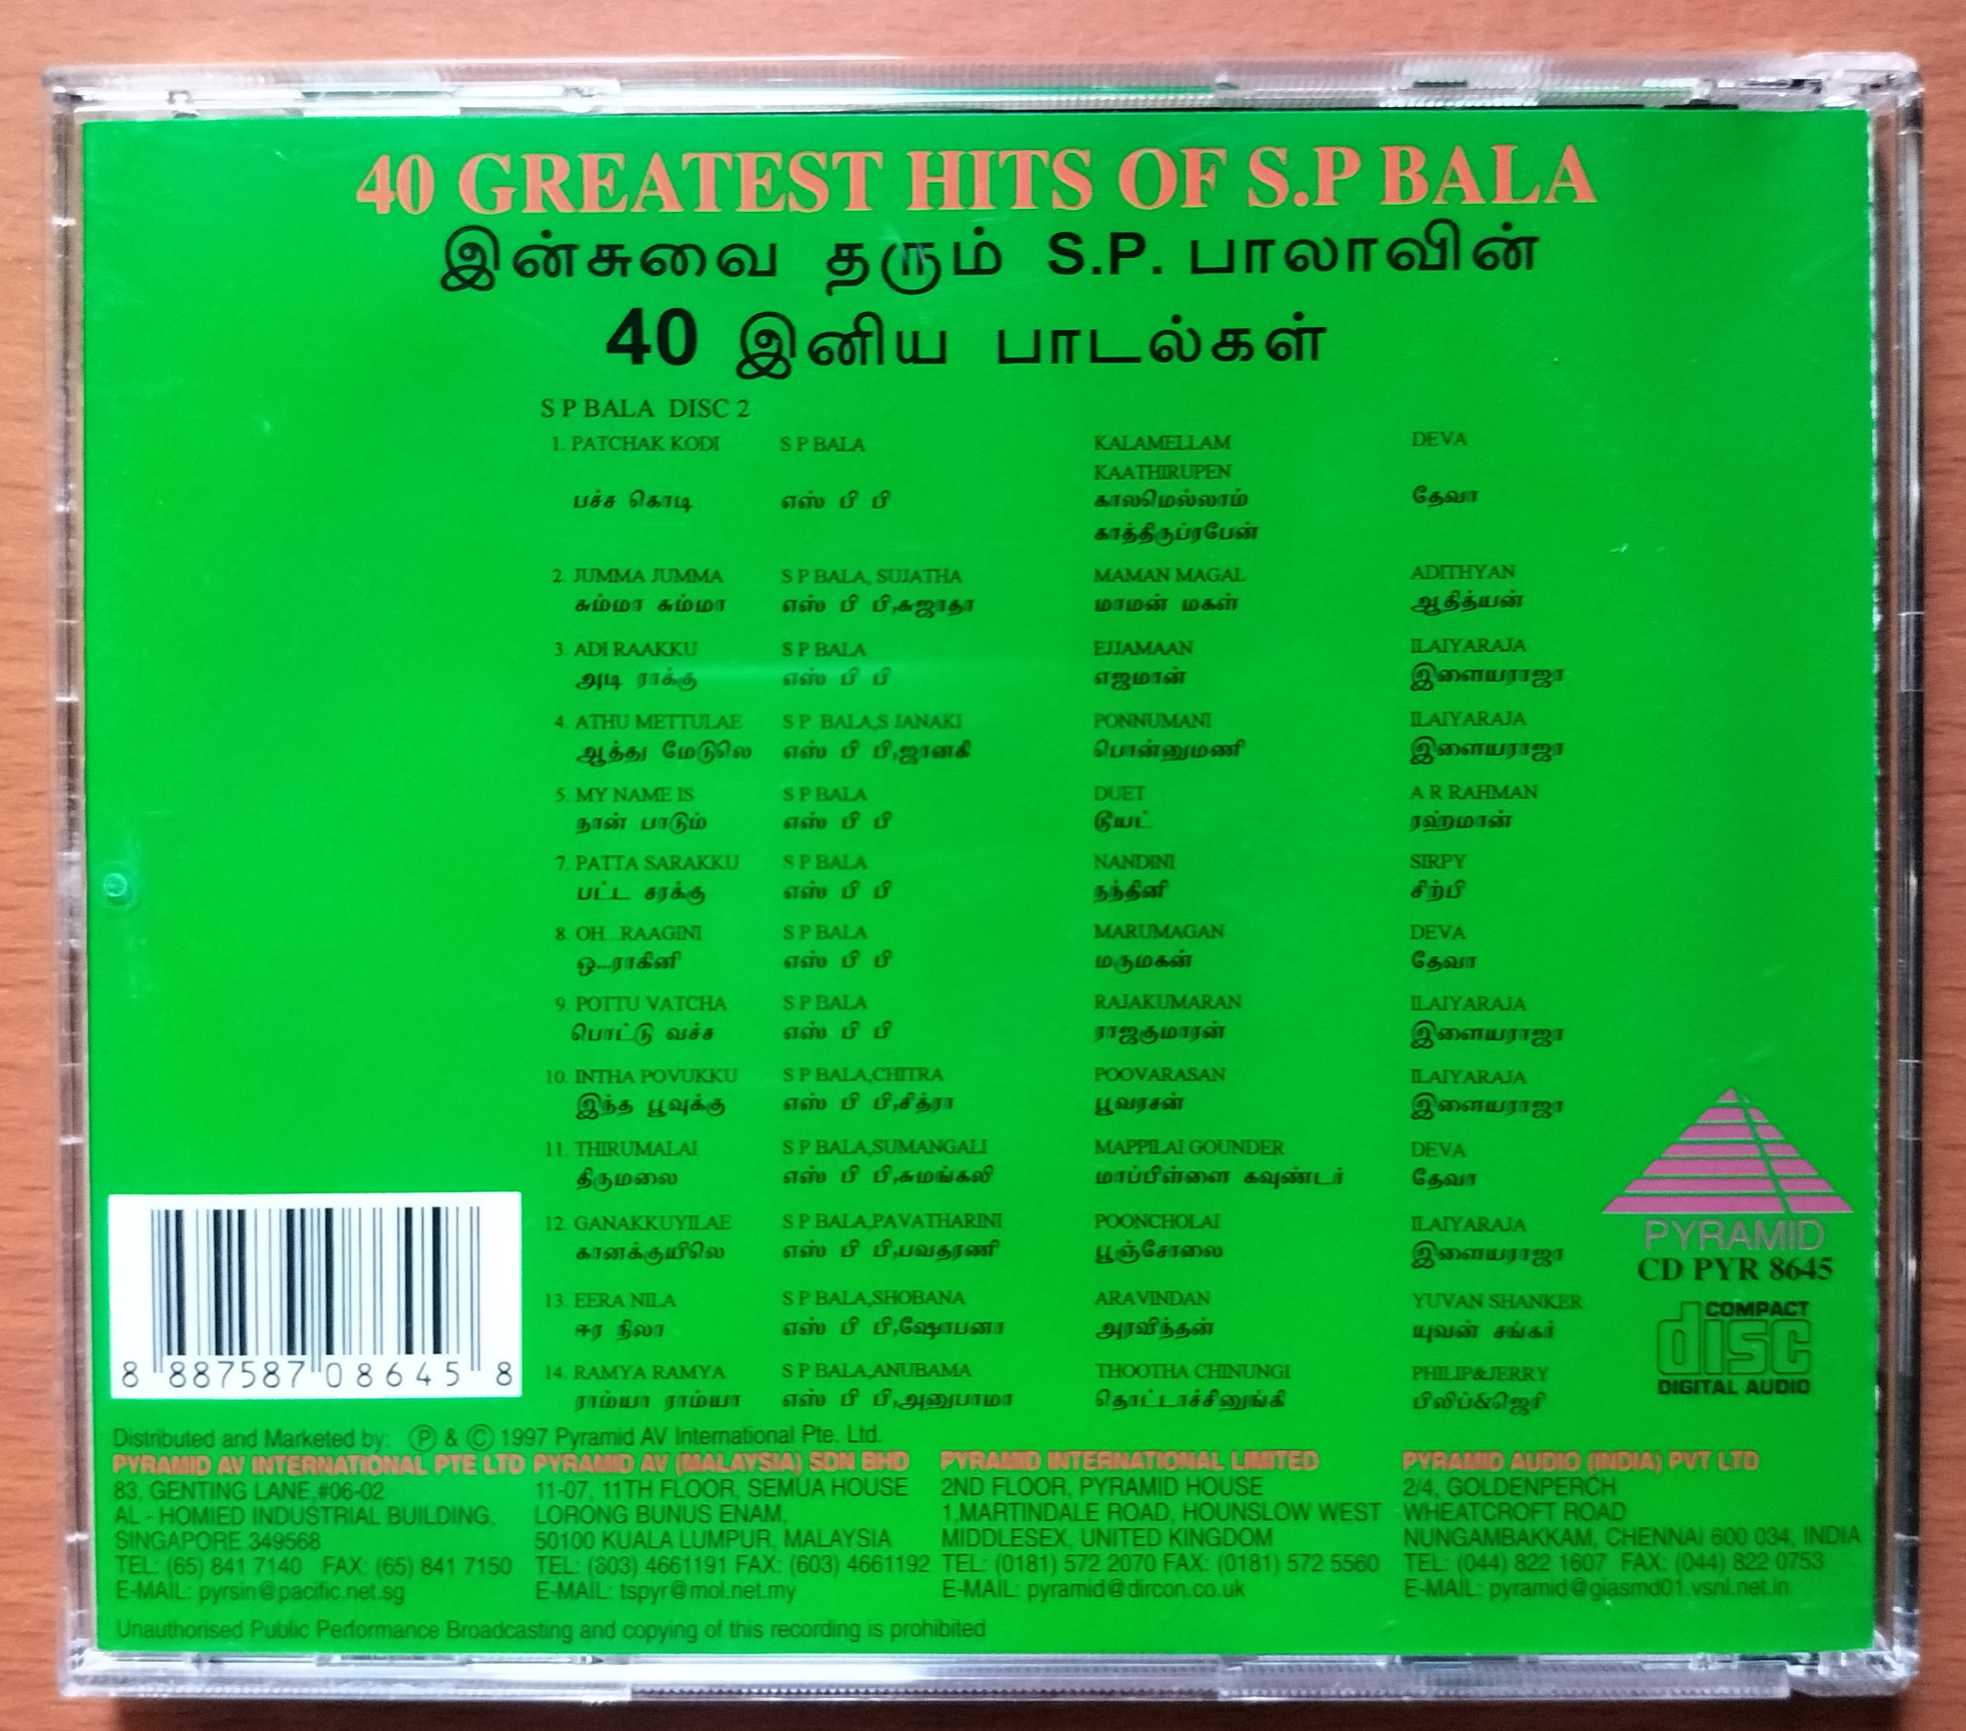 40 GREATEST HITS OF S.P BALA
இன்சுவை தரும் S.P. பாலாவின்
40 இனிய பாடல்கள்
S P BALA DISC 2
1. PATCHAK KODI S P BALA KALAMELLAM DEVA
KAATHIRUPEN
பச்ச கொடி எஸ் பி பி காலமெல்லாம் தேவா
காத்திருப்ரபேன்
2. JUMMA JUMMA S P BALA, SUJATHA MAMAN MAGAL ADITHYAN
சும்மா சும்மா எஸ் பி பி,சுஜாதா மாமன் மகள் ஆதித்யன்
3. ADI RAAKKU S P BALA EJJAMAAN ILAIYARAJA
அடி ராக்கு எஸ் பி பி எஜமான் இளையராஜா
4. ATHU METTULAE S P BALA,S JANAKI PONNUMANI ILAIYARAJA
ஆத்து மேடுலெ எஸ் பி பி,ஜானகி பொன்னுமணி இளையராஜா
5. MY NAME IS S P BALA DUET A R RAHMAN
நான் பாடும் எஸ் பி பி டூயட் ரஹ்மான்
7. PATTA SARAKKU S P BALA NANDINI SIRPY
பட்ட சரக்கு எஸ் பி பி நந்தினி சிற்பி
8. OH...RAAGINI S P BALA MARUMAGAN DEVA
ஒ...ராகினி எஸ் பி பி மருமகன் தேவா
9. POTTU VATCHA S P BALA RAJAKUMARAN ILAIYARAJA
பொட்டு வச்ச எஸ் பி பி ராஜகுமாரன் இளையராஜா
10. INTHA POVUKKU S P BALA,CHITRA POOVARASAN ILAIYARAJA
இந்த பூவுக்கு எஸ் பி பி,சித்ரா பூவரசன் இளையராஜா
11. THIRUMALAI S P BALA,SUMANGALI MAPPILAI GOUNDER DEVA
திருமலை எஸ் பி பி,சுமங்கலி மாப்பிள்ளை கவுண்டர் தேவா
12. GANAKKUYILAE S P BALA,PAVATHARINI POONCHOLAI ILAIYARAJA
கானக்குயிலெ எஸ் பி பி,பவதரணி பூஞ்சோலை இளையராஜா
13. EERA NILA S P BALA,SHOBANA ARAVINDAN YUVAN SHANKER
ஈர நிலா எஸ் பி பி,ஷோபனா அரவிந்தன் யுவன் சங்கர்
14. RAMYA RAMYA S P BALA,ANUBAMA THOOTHA CHINUNGI PHILIP&JERRY
ராம்யா ராம்யா எஸ் பி பி,அனுபாமா தொட்டாச்சினுங்கி பிலிப்&ஜெரி
PYRAMID
CD PYR 8645
COMPACT
disc
DIGITAL AUDIO
8 887587 086458
Distributed and Marketed by: Ⓟ & © 1997 Pyramid AV International Pte. Ltd.
PYRAMID AV INTERNATIONAL PTE LTD PYRAMID AV (MALAYSIA) SDN BHD PYRAMID INTERNATIONAL LIMITED PYRAMID AUDIO (INDIA) PVT LTD
83, GENTING LANE,#06-02 11-07, 11TH FLOOR, SEMUA HOUSE 2ND FLOOR, PYRAMID HOUSE 2/4, GOLDENPERCH
AL - HOMIED INDUSTRIAL BUILDING, LORONG BUNUS ENAM, 1,MARTINDALE ROAD, HOUNSLOW WEST WHEATCROFT ROAD
SINGAPORE 349568 50100 KUALA LUMPUR, MALAYSIA MIDDLESEX, UNITED KINGDOM NUNGAMBAKKAM, CHENNAI 600 034, INDIA
TEL: (65) 841 7140 FAX: (65) 841 7150 TEL: (603) 4661191 FAX: (603) 4661192 TEL: (0181) 572 2070 FAX: (0181) 572 5560 TEL: (044) 822 1607 FAX: (044) 822 0753
E-MAIL: pyrsin@pacific.net.sg E-MAIL: tspyr@mol.net.my E-MAIL: pyramid@dircon.co.uk E-MAIL: pyramid@giasmd01.vsnl.net.in
Unauthorised Public Performance Broadcasting and copying of this recording is prohibited